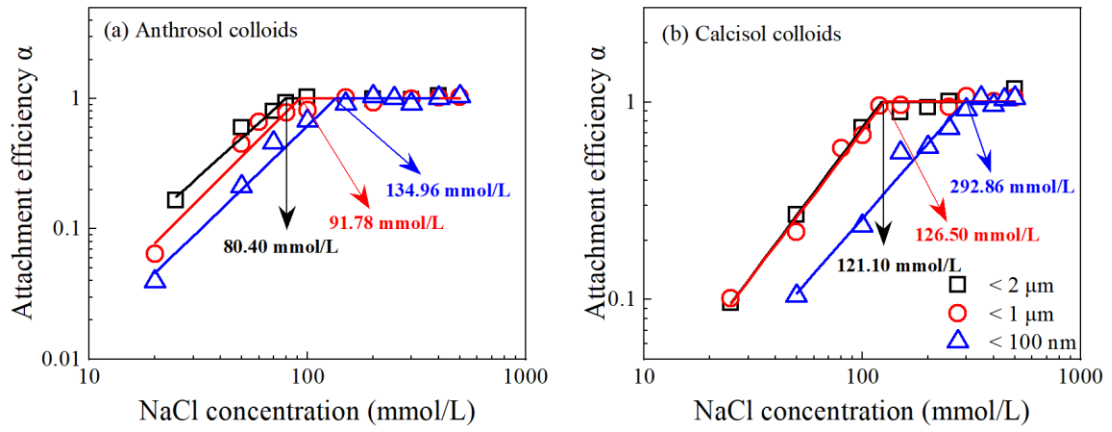 (a) Anthrosol colloids
Attachment efficiency α
1
0.1
0.01
134.96 mmol/L
91.78 mmol/L
80.40 mmol/L
10
100
1000
NaCl concentration (mmol/L)
(b) Calcisol colloids
Attachment efficiency α
1
0.1
292.86 mmol/L
126.50 mmol/L
121.10 mmol/L
< 2 μm
< 1 μm
< 100 nm
10
100
1000
NaCl concentration (mmol/L)